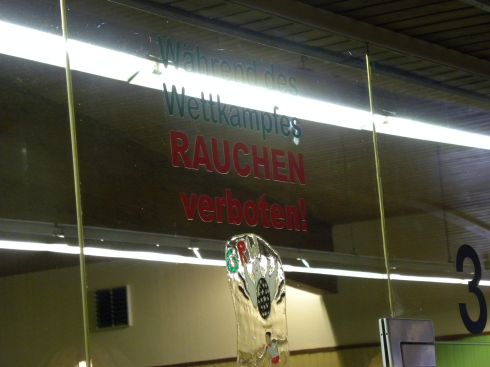 Während des
Wettkampfes
RAUCHEN
verboten!
3